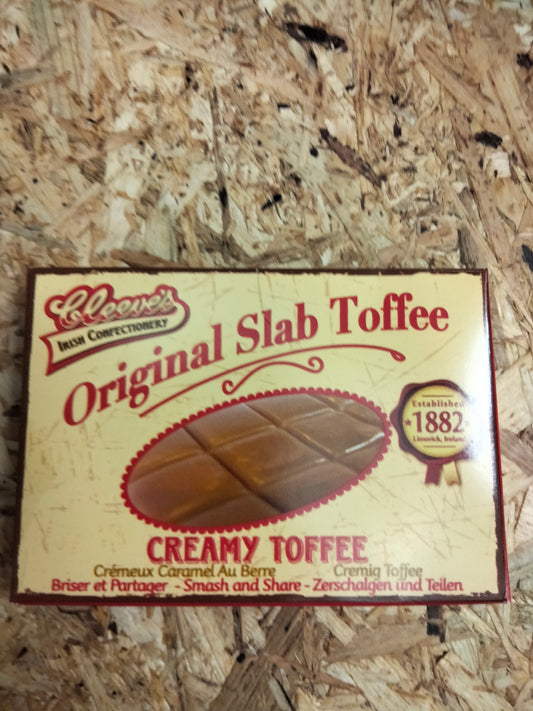 Cleeve's
IRISH CONFECTIONERY
Original Slab Toffee
Established
1882
Limerick, Ireland
CREAMY TOFFEE
Crémeux Caramel Au Berre Cremig Toffee
Briser et Partager - Smash and Share - Zerschalgen und Teilen